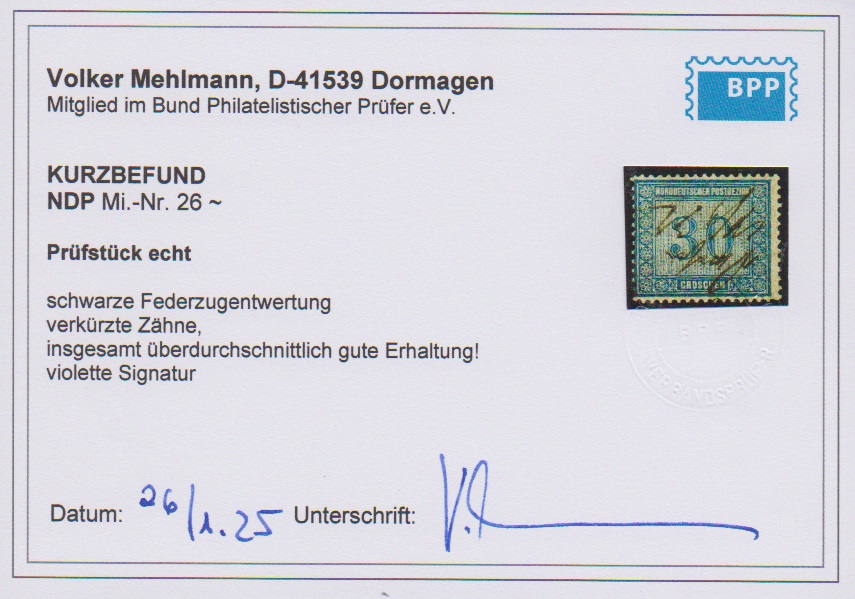 Volker Mehlmann, D-41539 Dormagen
Mitglied im Bund Philatelistischer Prüfer e.V.
BPP
KURZBEFUND
NDP Mi.-Nr. 26 ~
Prüfstück echt
NORDDEUTSCHER POSTBEZIRK
30
GROSCHEN
schwarze Federzugentwertung
verkürzte Zähne,
insgesamt überdurchschnittlich gute Erhaltung!
violette Signatur
VERBANDSPRÜFER
Datum: 26/1.25 Unterschrift: